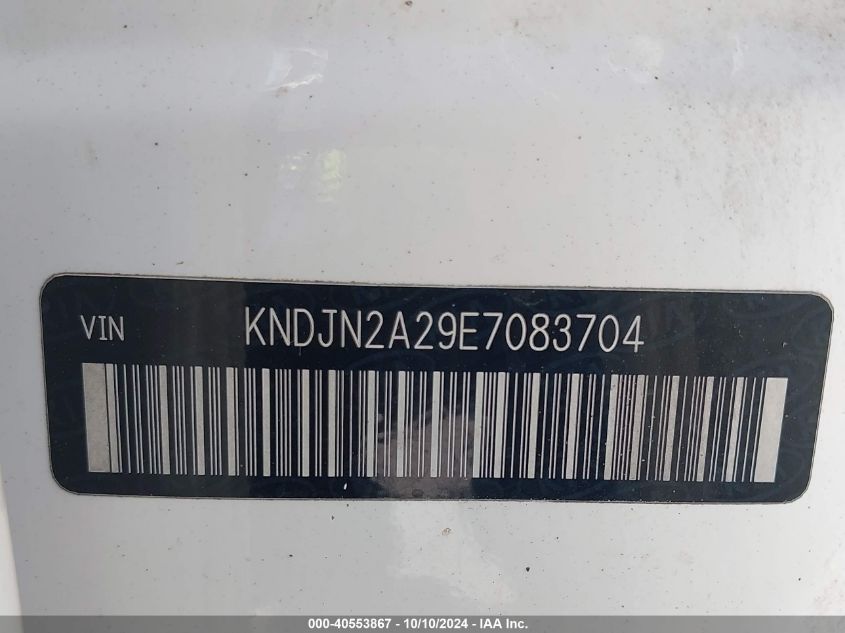 VIN KNDJN2A29E7083704
000-40553867 - 10/10/2024 - IAA Inc.